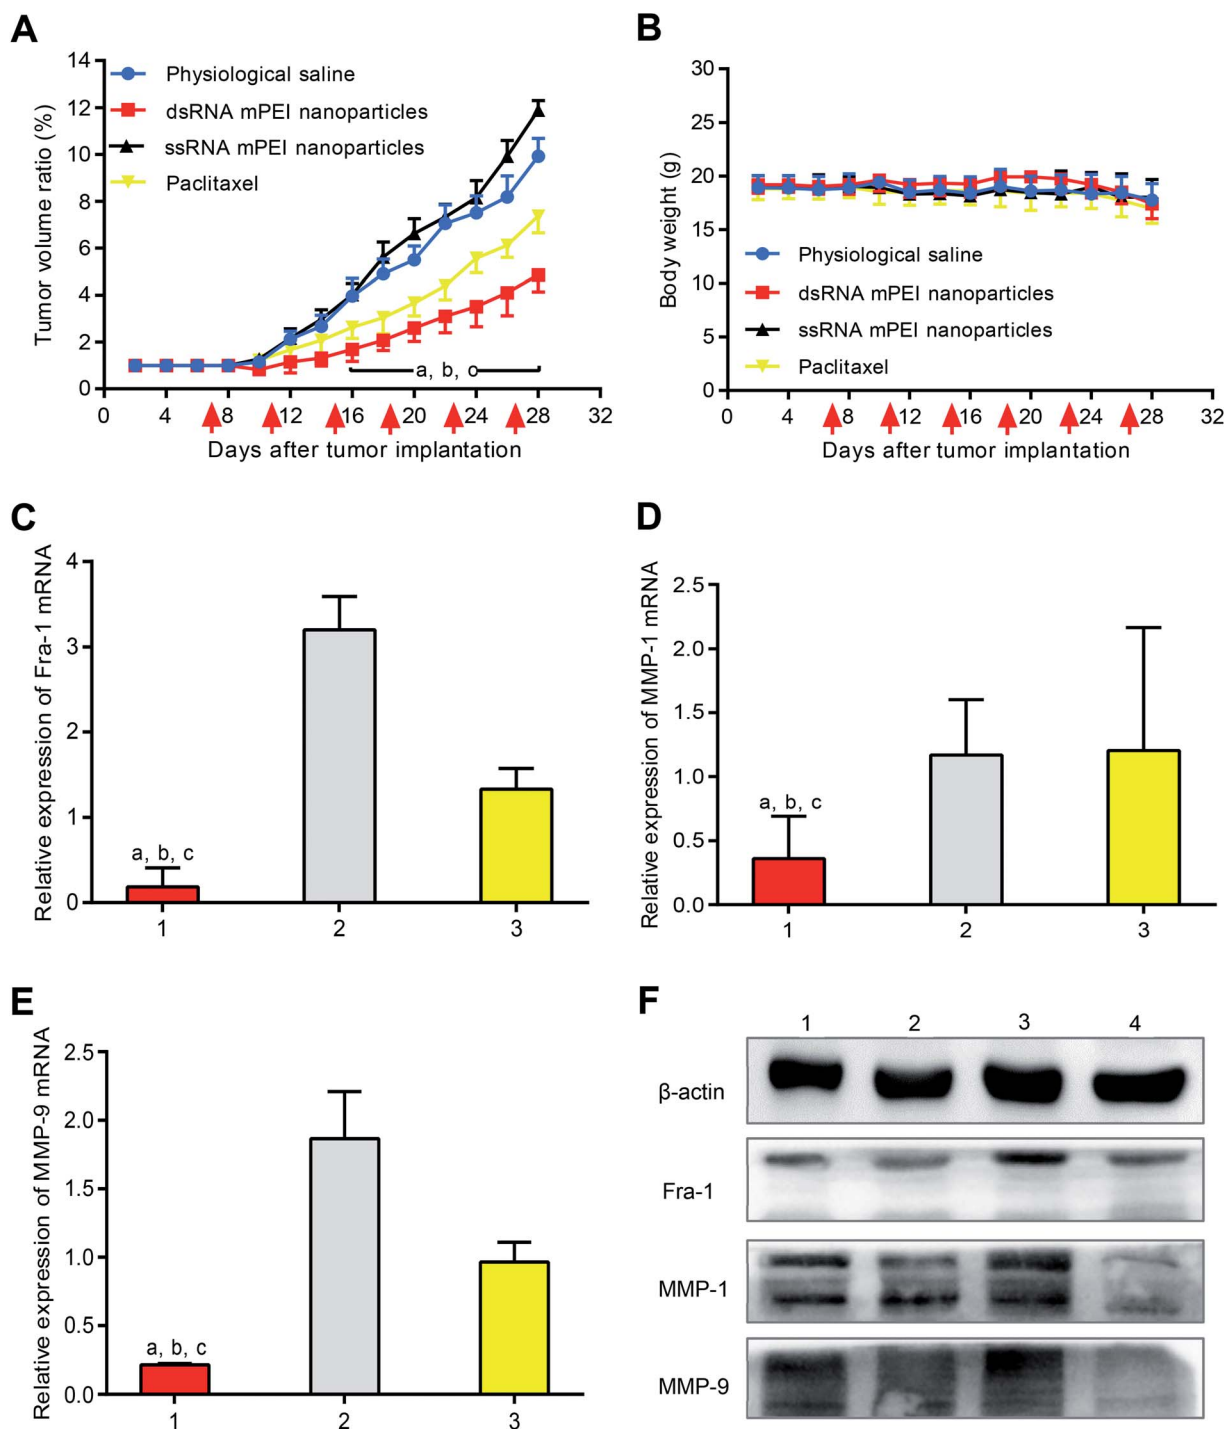 A
Tumor volume ratio (%)
14
12
10
8
6
4
2
0
Physiological saline
dsRNA mPEI nanoparticles
ssRNA mPEI nanoparticles
Paclitaxel
a, b, c
0 4 8 12 16 20 24 28 32
Days after tumor implantation
B
Body weight (g)
30
25
20
15
10
5
0
Physiological saline
dsRNA mPEI nanoparticles
ssRNA mPEI nanoparticles
Paclitaxel
0 4 8 12 16 20 24 28 32
Days after tumor implantation
C
Relative expression of Fra-1 mRNA
4
3
2
1
0
a, b, c
1 2 3
D
Relative expression of MMP-1 mRNA
2.5
2.0
1.5
1.0
0.5
0.0
a, b, c
1 2 3
E
Relative expression of MMP-9 mRNA
2.5
2.0
1.5
1.0
0.5
0.0
a, b, c
1 2 3
F
1 2 3 4
β-actin
Fra-1
MMP-1
MMP-9